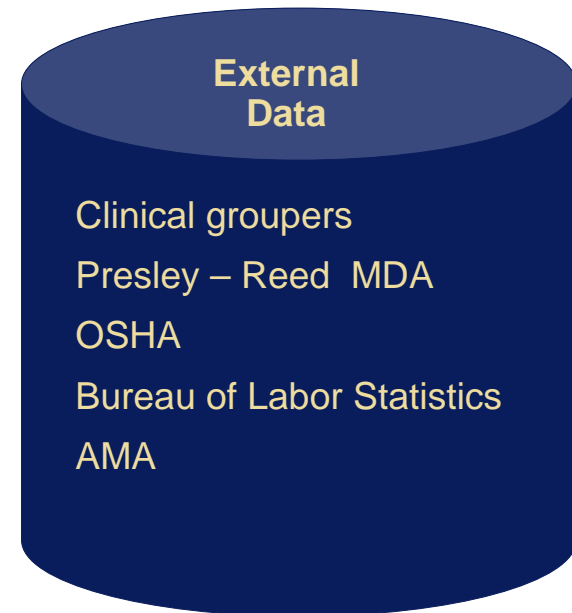 External
Data
Clinical groupers
Presley – Reed  MDA
OSHA
Bureau of Labor Statistics
AMA